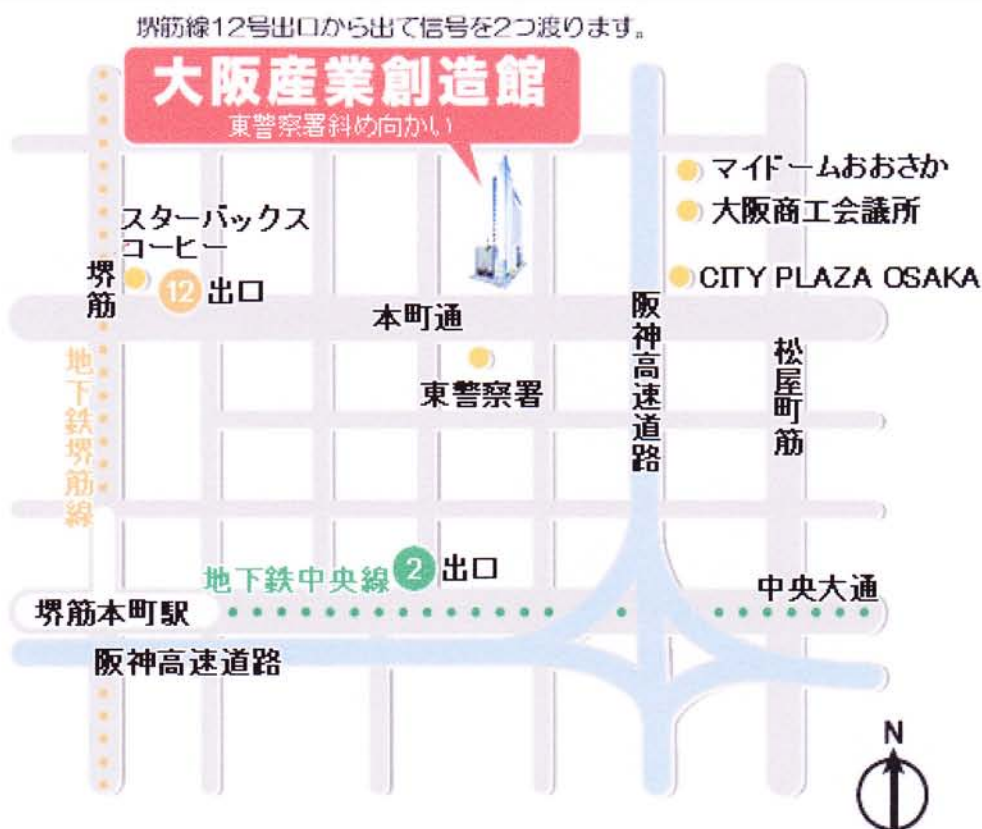 堺筋線12号出口から出て信号を2つ渡ります。
大阪産業創造館
東警察署斜め向かい
マイドームおおさか
大阪商工会議所
スターバックス
コーヒー
堺筋
12 出口
CITY PLAZA OSAKA
本町通
阪神高速道路
松屋町筋
東警察署
地下鉄堺筋線
地下鉄中央線 2 出口
中央大通
堺筋本町駅
阪神高速道路
N